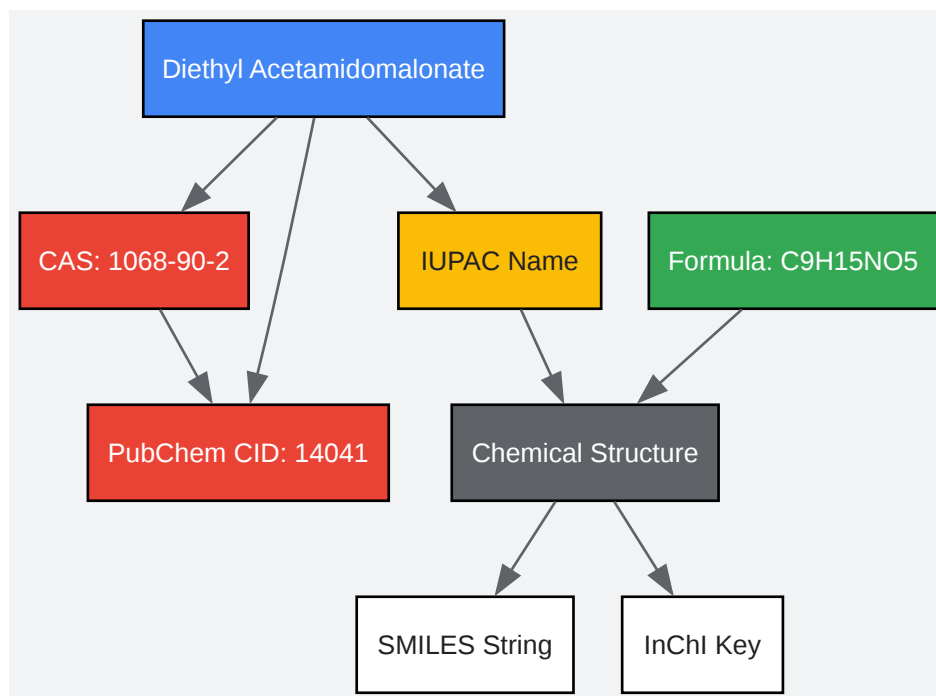 Diethyl Acetamidomalonate
CAS: 1068-90-2
IUPAC Name
Formula: C9H15NO5
PubChem CID: 14041
Chemical Structure
SMILES String
InChI Key